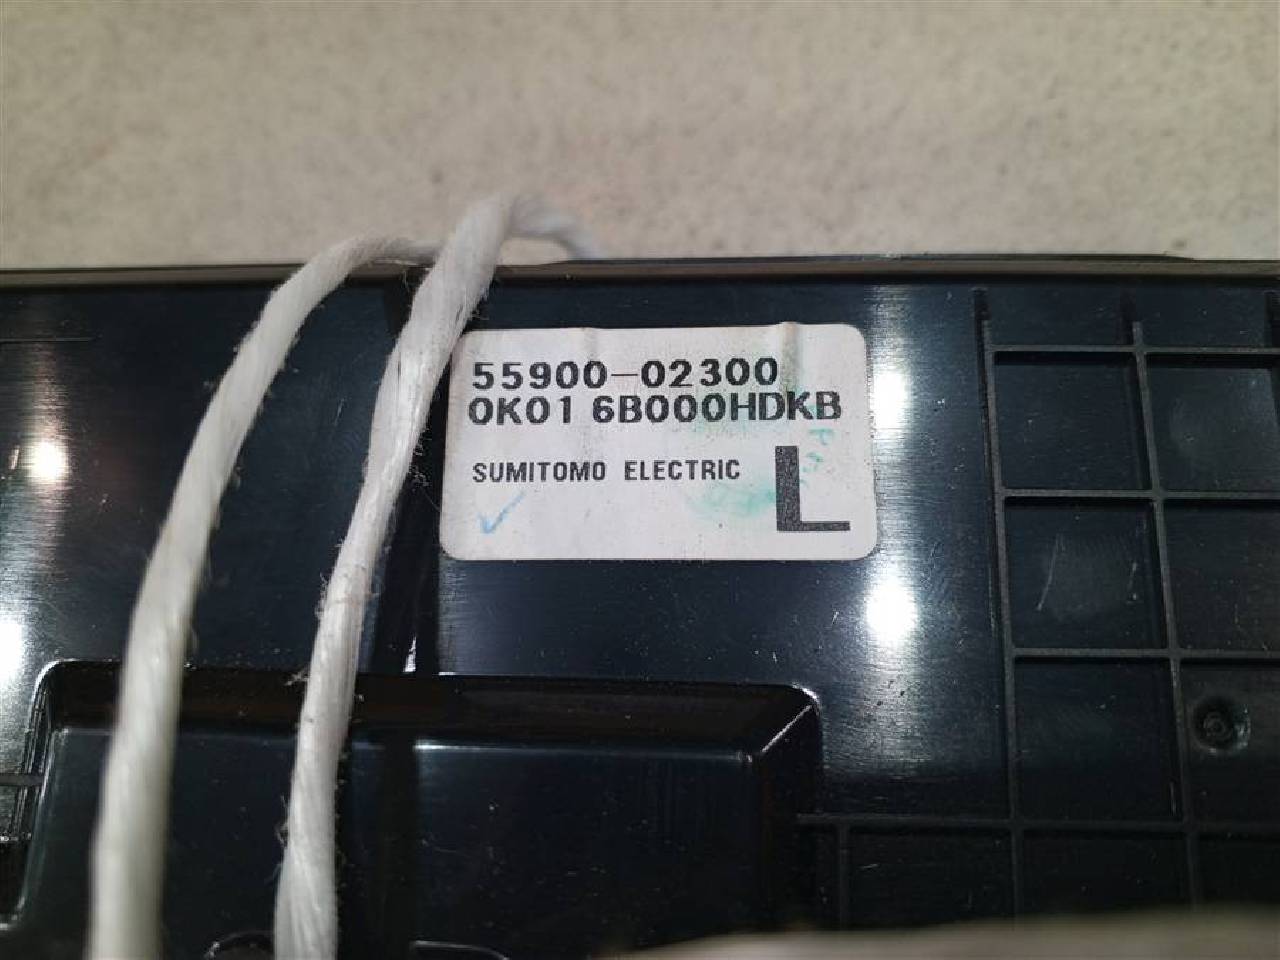 55900-02300
0K01 6B000HDKB
SUMITOMO ELECTRIC
L